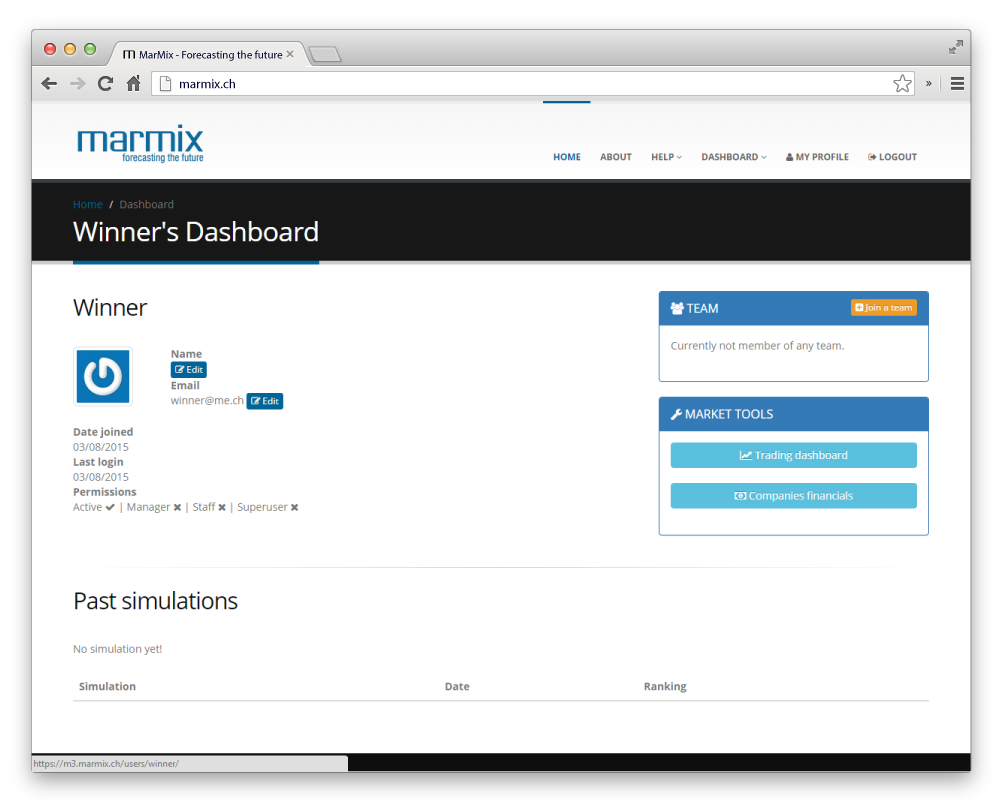 MarMix - Forecasting the future
marmix.ch
marmix
forecasting the future
HOME ABOUT HELP DASHBOARD MY PROFILE LOGOUT
Home / Dashboard
Winner's Dashboard
Winner
Name
Edit
Email
winner@me.ch Edit
Date joined
03/08/2015
Last login
03/08/2015
Permissions
Active | Manager | Staff | Superuser
TEAM Join a team
Currently not member of any team.
MARKET TOOLS
Trading dashboard
Companies financials
Past simulations
No simulation yet!
Simulation Date Ranking
https://m3.marmix.ch/users/winner/